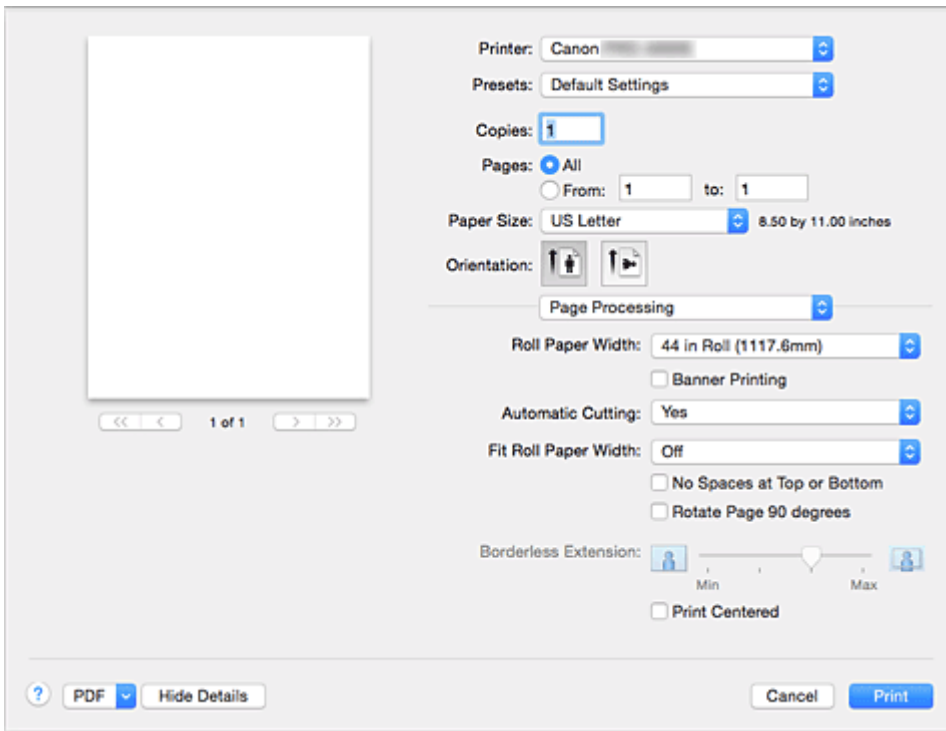 Printer: Canon
Presets: Default Settings
Copies: 1
Pages: All
From: 1 to: 1
Paper Size: US Letter 8.50 by 11.00 inches
Orientation:
Page Processing
Roll Paper Width: 44 in Roll (1117.6mm)
Banner Printing
1 of 1
Automatic Cutting: Yes
Fit Roll Paper Width: Off
No Spaces at Top or Bottom
Rotate Page 90 degrees
Borderless Extension:
Min Max
Print Centered
? PDF Hide Details Cancel Print